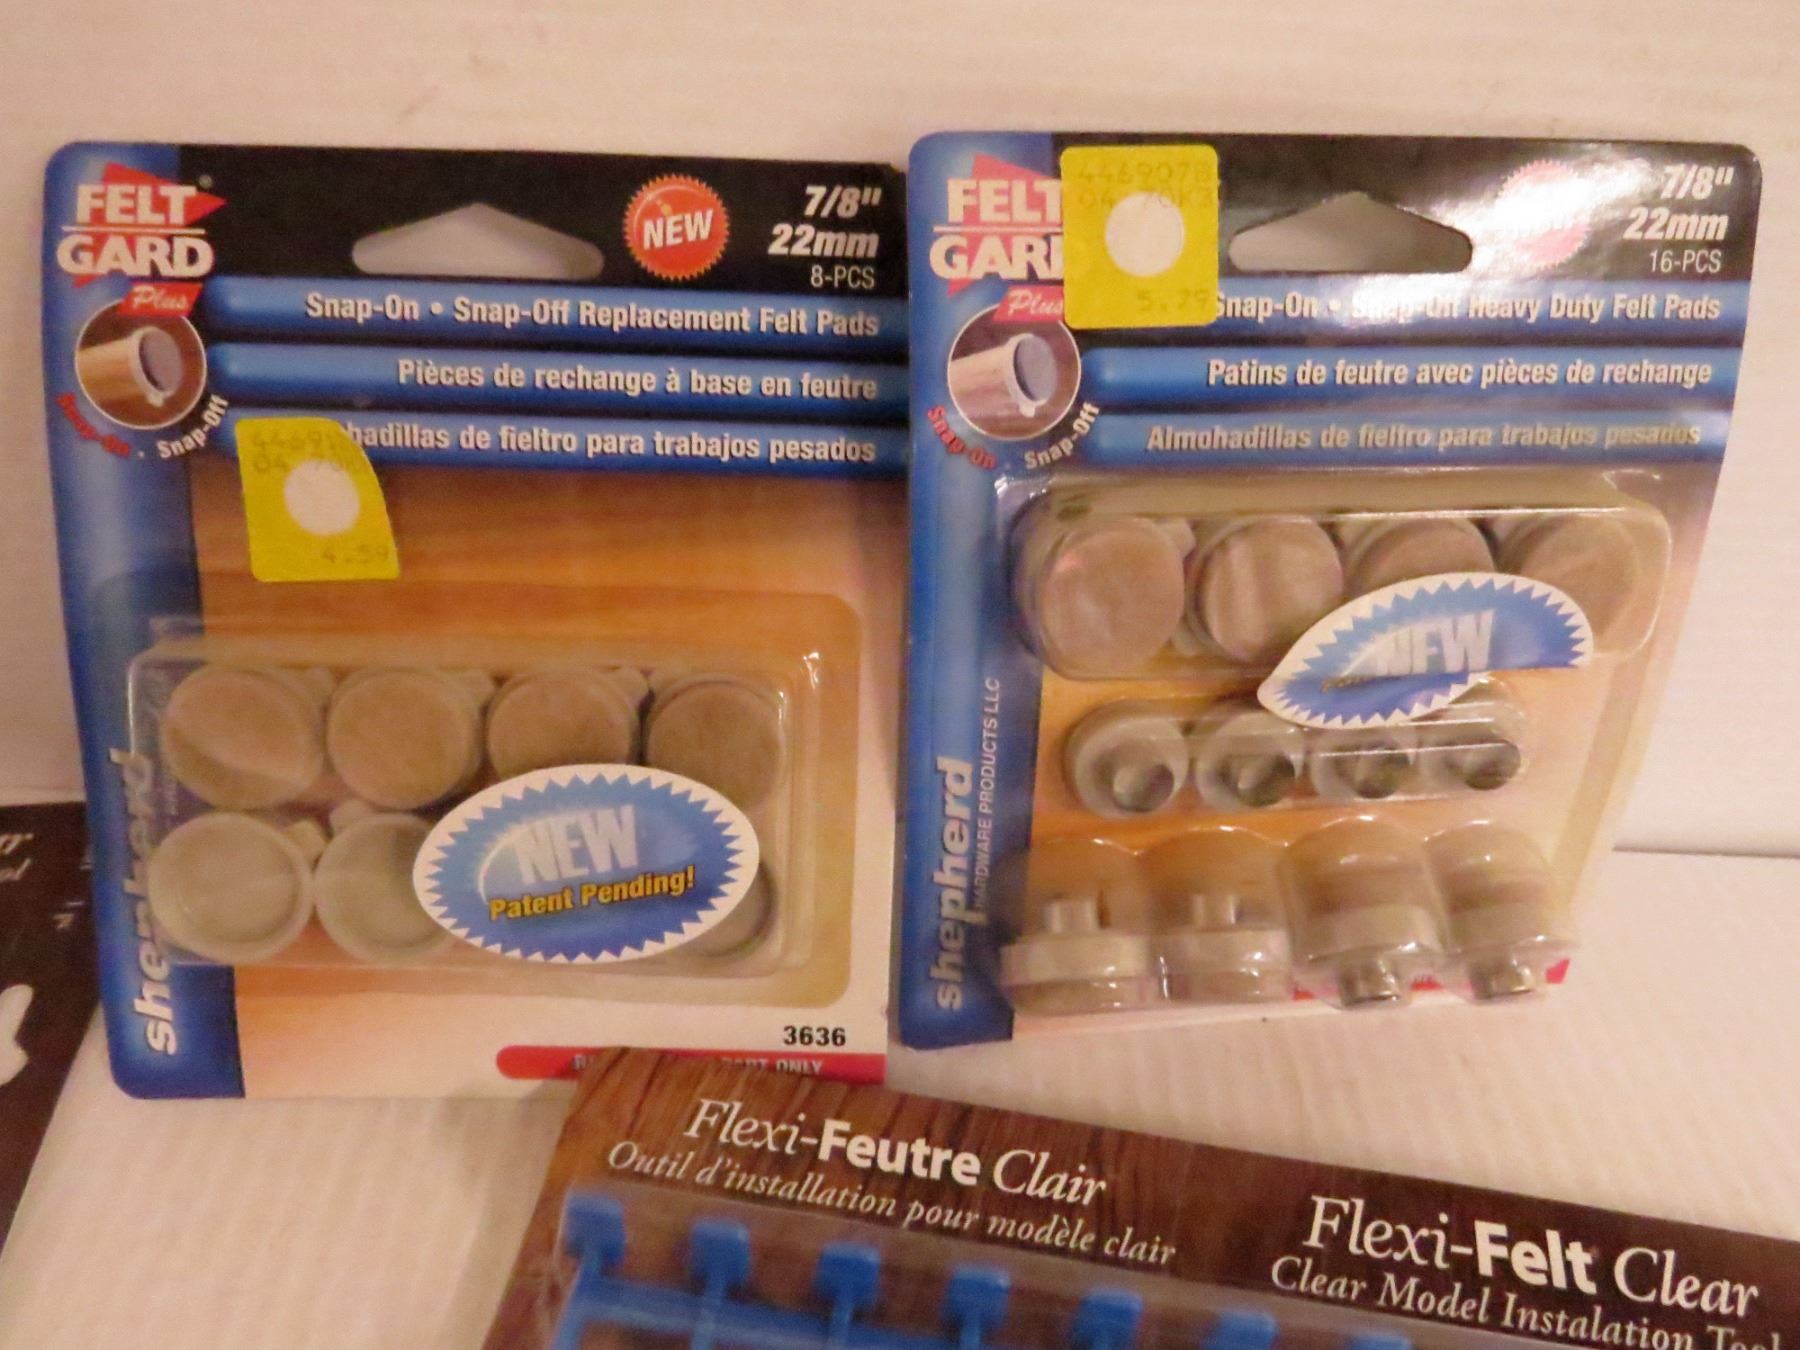 FELT
GARD
Plus
NEW
7/8"
22mm
8-PCS
Snap-On • Snap-Off Replacement Felt Pads
Pièces de rechange à base en feutre
hadillas de fieltro para trabajos pesados
Snap-On • Snap-Off
4.59
NEW
Patent Pending!
shepherd
3636
ONLY
FELT
GARD
Plus
4469078
5.79
7/8"
22mm
16-PCS
Snap-On • Snap-Off Heavy Duty Felt Pads
Patins de feutre avec pièces de rechange
Almohadillas de fieltro para trabajos pesados
Snap-On • Snap-Off
NEW
shepherd
HARDWARE PRODUCTS LLC
Flexi-Feutre Clair
Outil d'installation pour modèle clair
Flexi-Felt Clear
Clear Model Instalation Tool